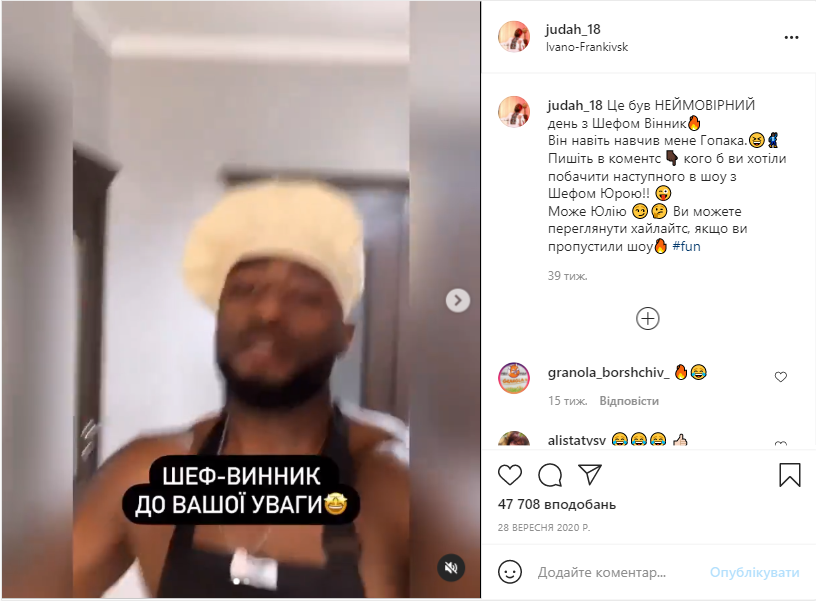 judah_18
Ivano-Frankivsk
judah_18 Це був НЕЙМОВІРНИЙ
день з Шефом Вінник🔥
Він навіть навчив мене Гопака.😆🕺
Пишіть в коментс 👇🏿 кого б ви хотіли
побачити наступного в шоу з
Шефом Юрою!! 😜
Може Юлію 😏🤔 Ви можете
переглянути хайлайтс, якщо ви
пропустили шоу🔥 #fun
39 тиж.
granola_borshchiv_ 🔥😂
15 тиж. Відповісти
alistatysy 😂😂😂👍🏻
ШЕФ-ВИННИК
ДО ВАШОЇ УВАГИ🤩
47 708 вподобань
28 ВЕРЕСНЯ 2020 Р.
Додайте коментар...
Опублікувати